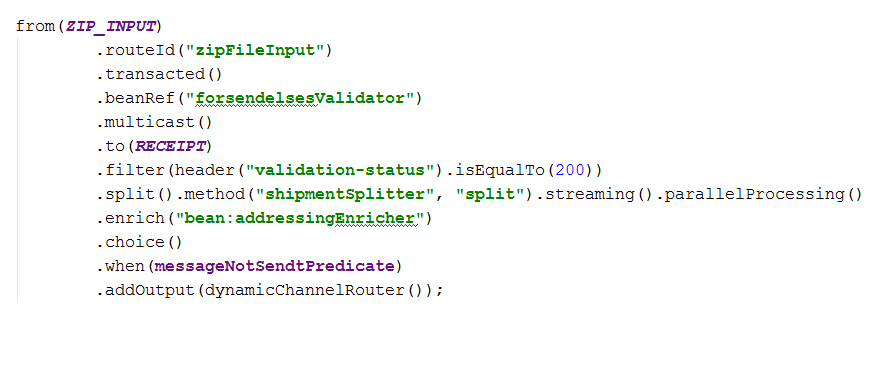 from(ZIP_INPUT)
.routeId("zipFileInput")
.transacted()
.beanRef("forsendelsesValidator")
.multicast()
.to(RECEIPT)
.filter(header("validation-status").isEqualTo(200))
.split().method("shipmentSplitter", "split").streaming().parallelProcessing()
.enrich("bean:addressingEnricher")
.choice()
.when(messageNotSendtPredicate)
.addOutput(dynamicChannelRouter());